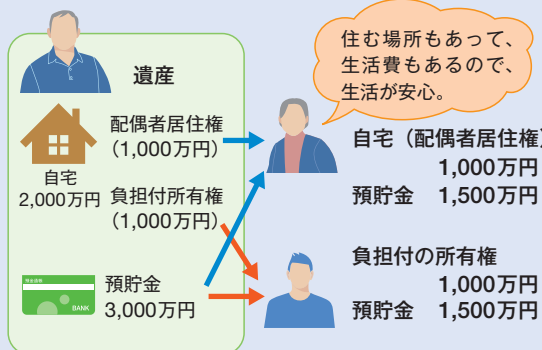 住む場所もあって、
生活費もあるので、
生活が安心。
遺産
配偶者居住権
（1,000万円）
自宅
2,000万円
負担付所有権
（1,000万円）
BANK
預貯金
3,000万円
自宅（配偶者居住権）
1,000万円
預貯金 1,500万円
負担付の所有権
1,000万円
預貯金 1,500万円